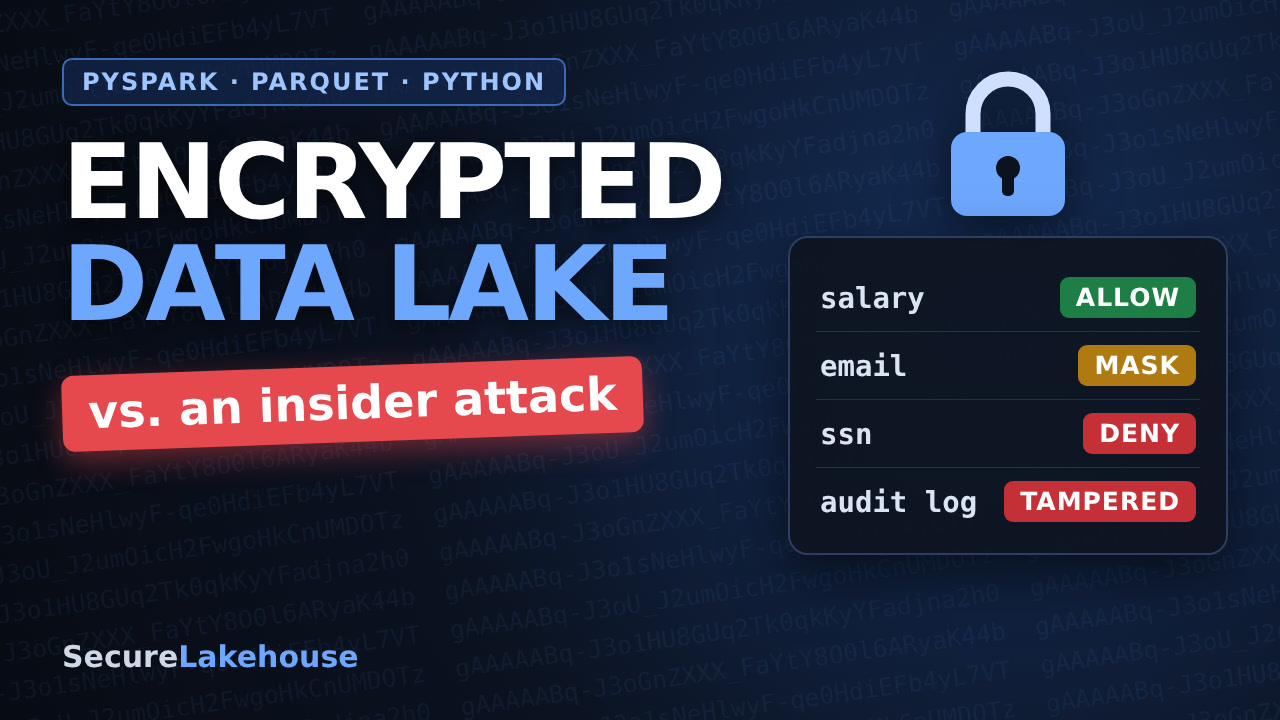 PYSPARK · PARQUET · PYTHON
ENCRYPTED
DATA LAKE
vs. an insider attack
salary ALLOW
email MASK
ssn DENY
audit log TAMPERED
SecureLakehouse